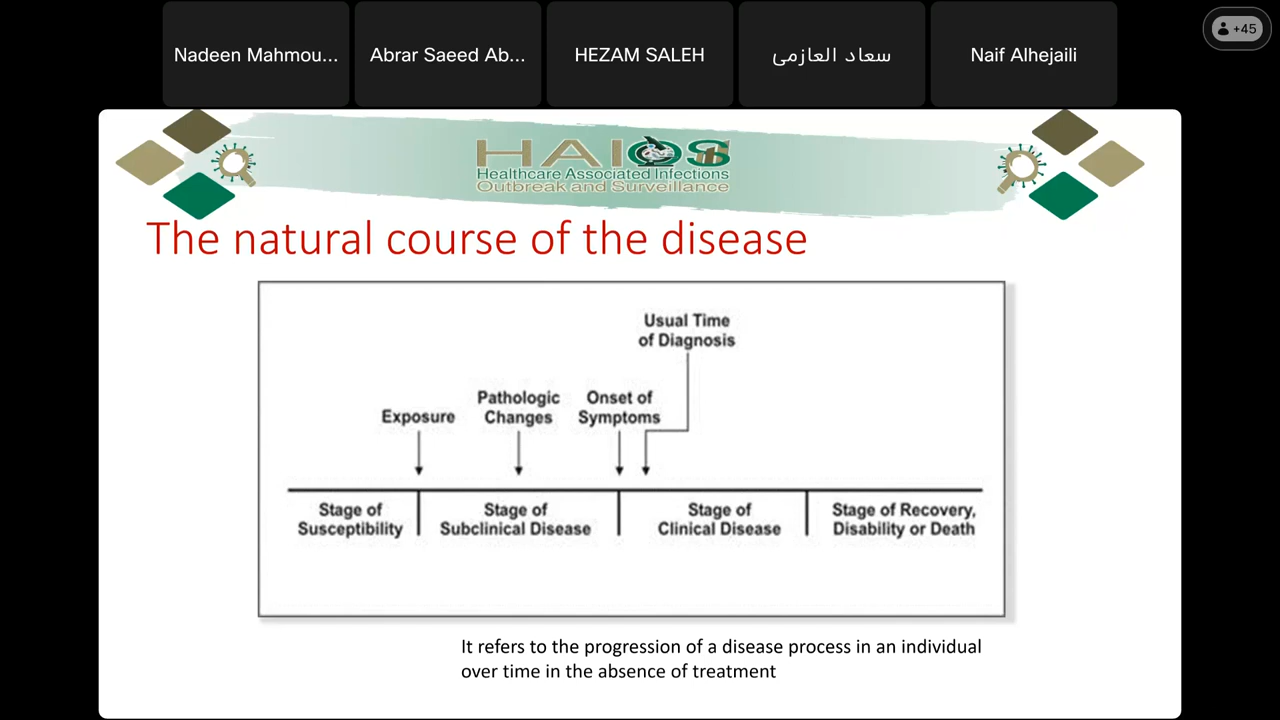 Nadeen Mahmou...
Abrar Saeed Ab...
HEZAM SALEH
سعاد العازمى
Naif Alhejaili
+45
HAIOS
Healthcare Associated Infections
Outbreak and Surveillance
The natural course of the disease
Usual Time
of Diagnosis
Exposure
Pathologic
Changes
Onset of
Symptoms
Stage of
Susceptibility
Stage of
Subclinical Disease
Stage of
Clinical Disease
Stage of Recovery,
Disability or Death
It refers to the progression of a disease process in an individual
over time in the absence of treatment